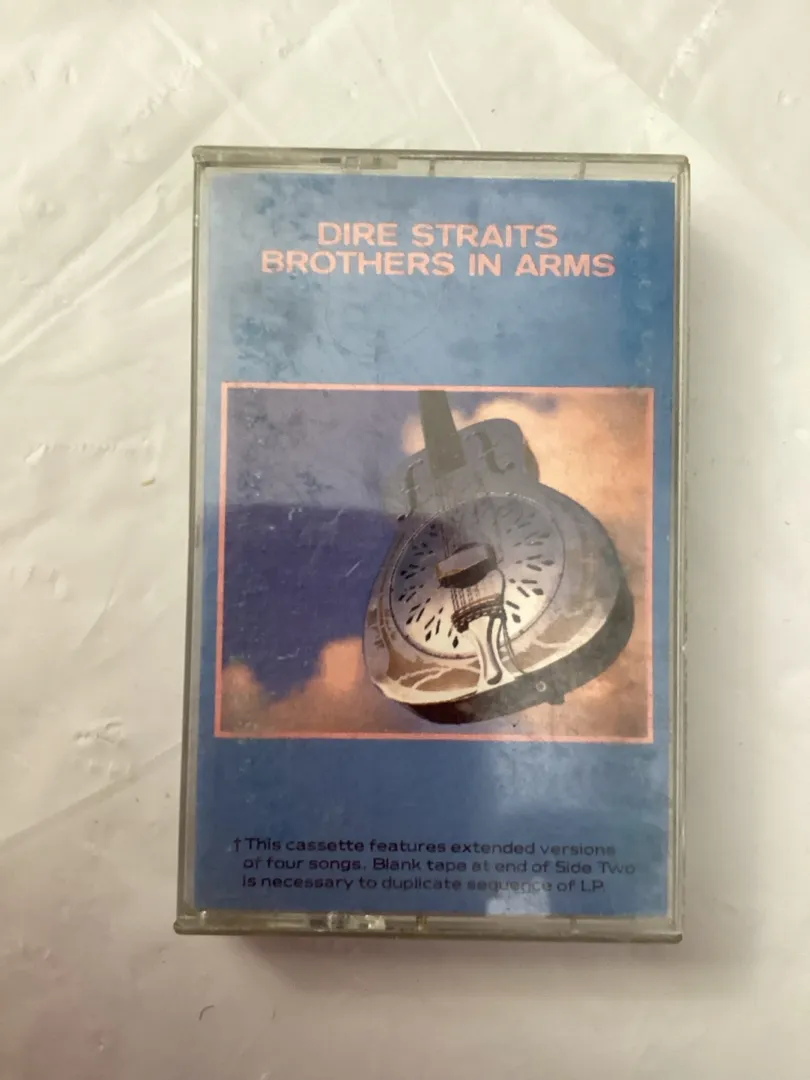 DIRE STRAITS
BROTHERS IN ARMS
†This cassette features extended versions
of four songs. Blank tape at end of Side Two
is necessary to duplicate sequence of LP.